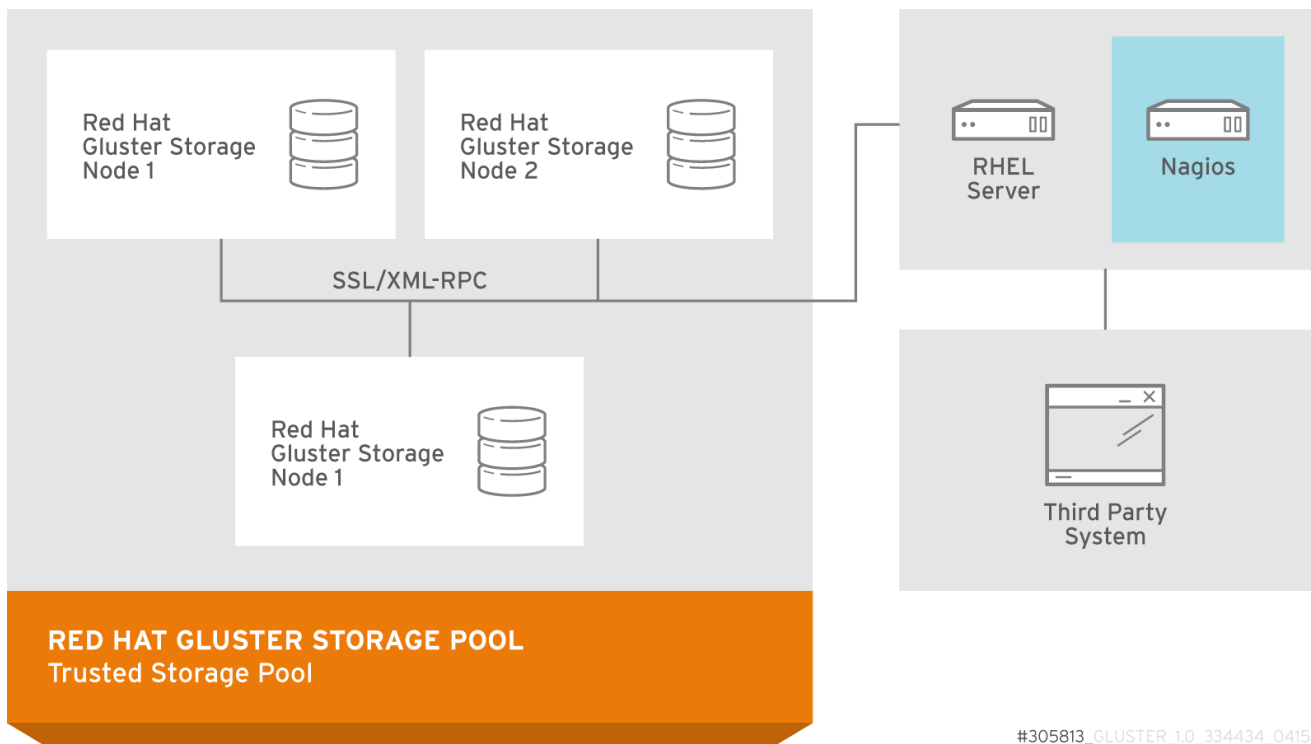 Red Hat
Gluster Storage
Node 1
Red Hat
Gluster Storage
Node 2
SSL/XML-RPC
Red Hat
Gluster Storage
Node 1
RED HAT GLUSTER STORAGE POOL
Trusted Storage Pool
RHEL
Server
Nagios
Third Party
System
#305813_GLUSTER_1.0_334434_0415